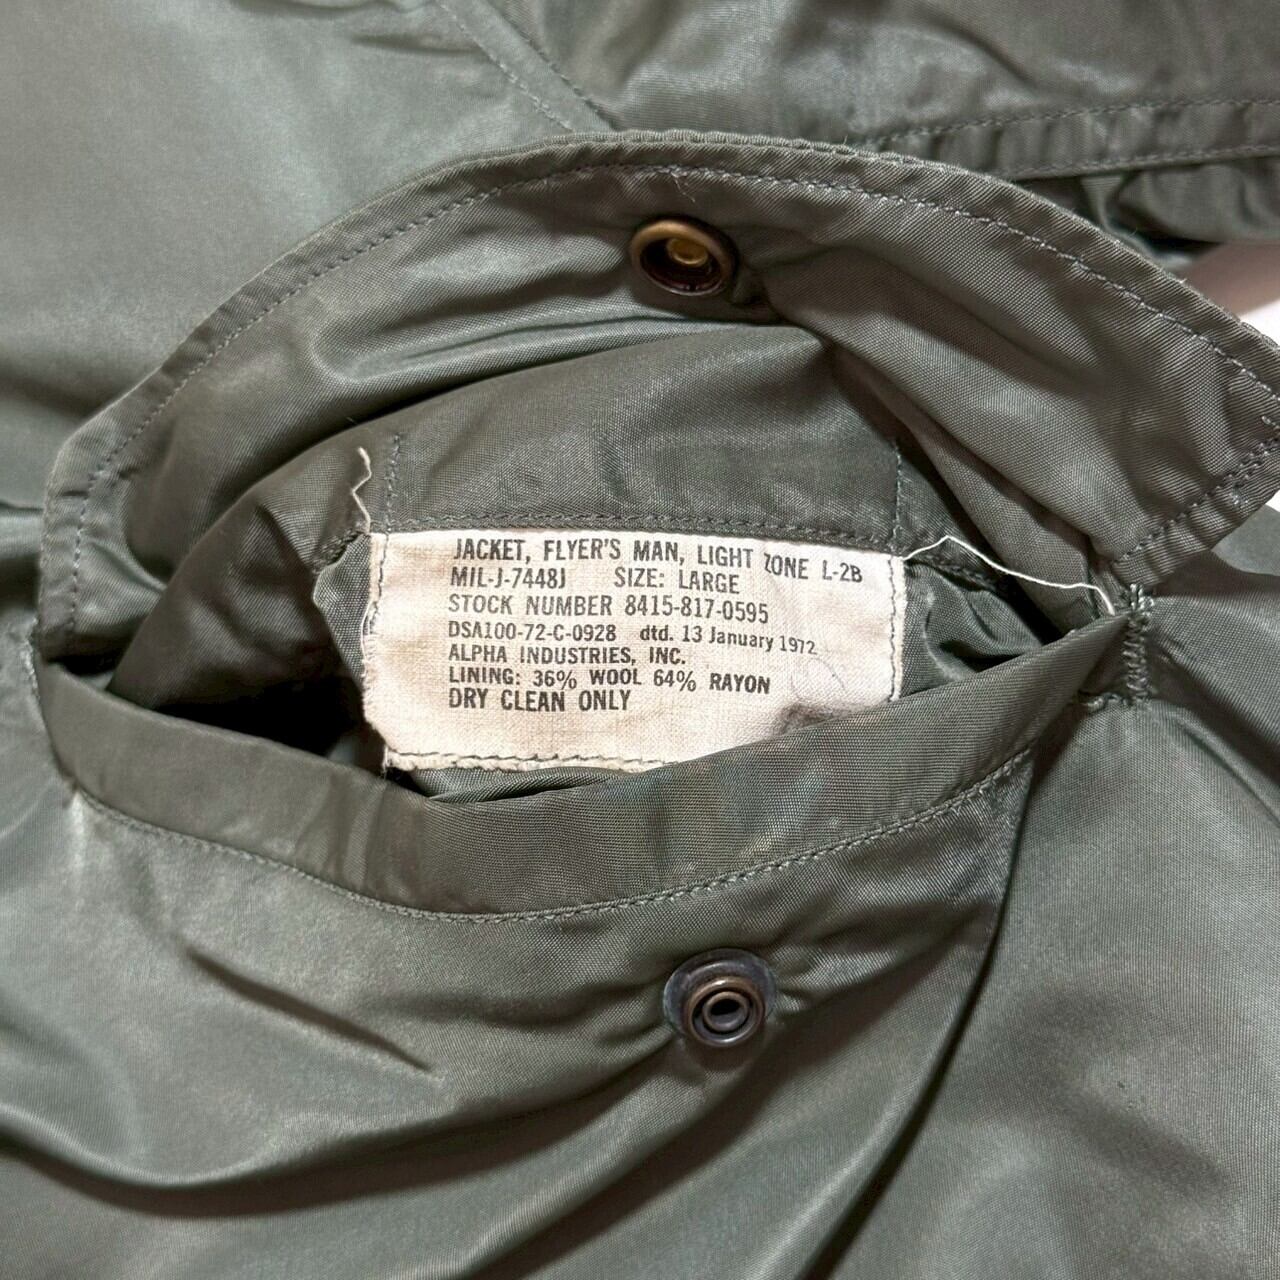 JACKET, FLYER'S MAN, LIGHT ZONE L-2B
MIL-J-7448J SIZE: LARGE
STOCK NUMBER 8415-817-0595
DSA100-72-C-0928 dtd. 13 January 1972
ALPHA INDUSTRIES, INC.
LINING: 36% WOOL 64% RAYON
DRY CLEAN ONLY